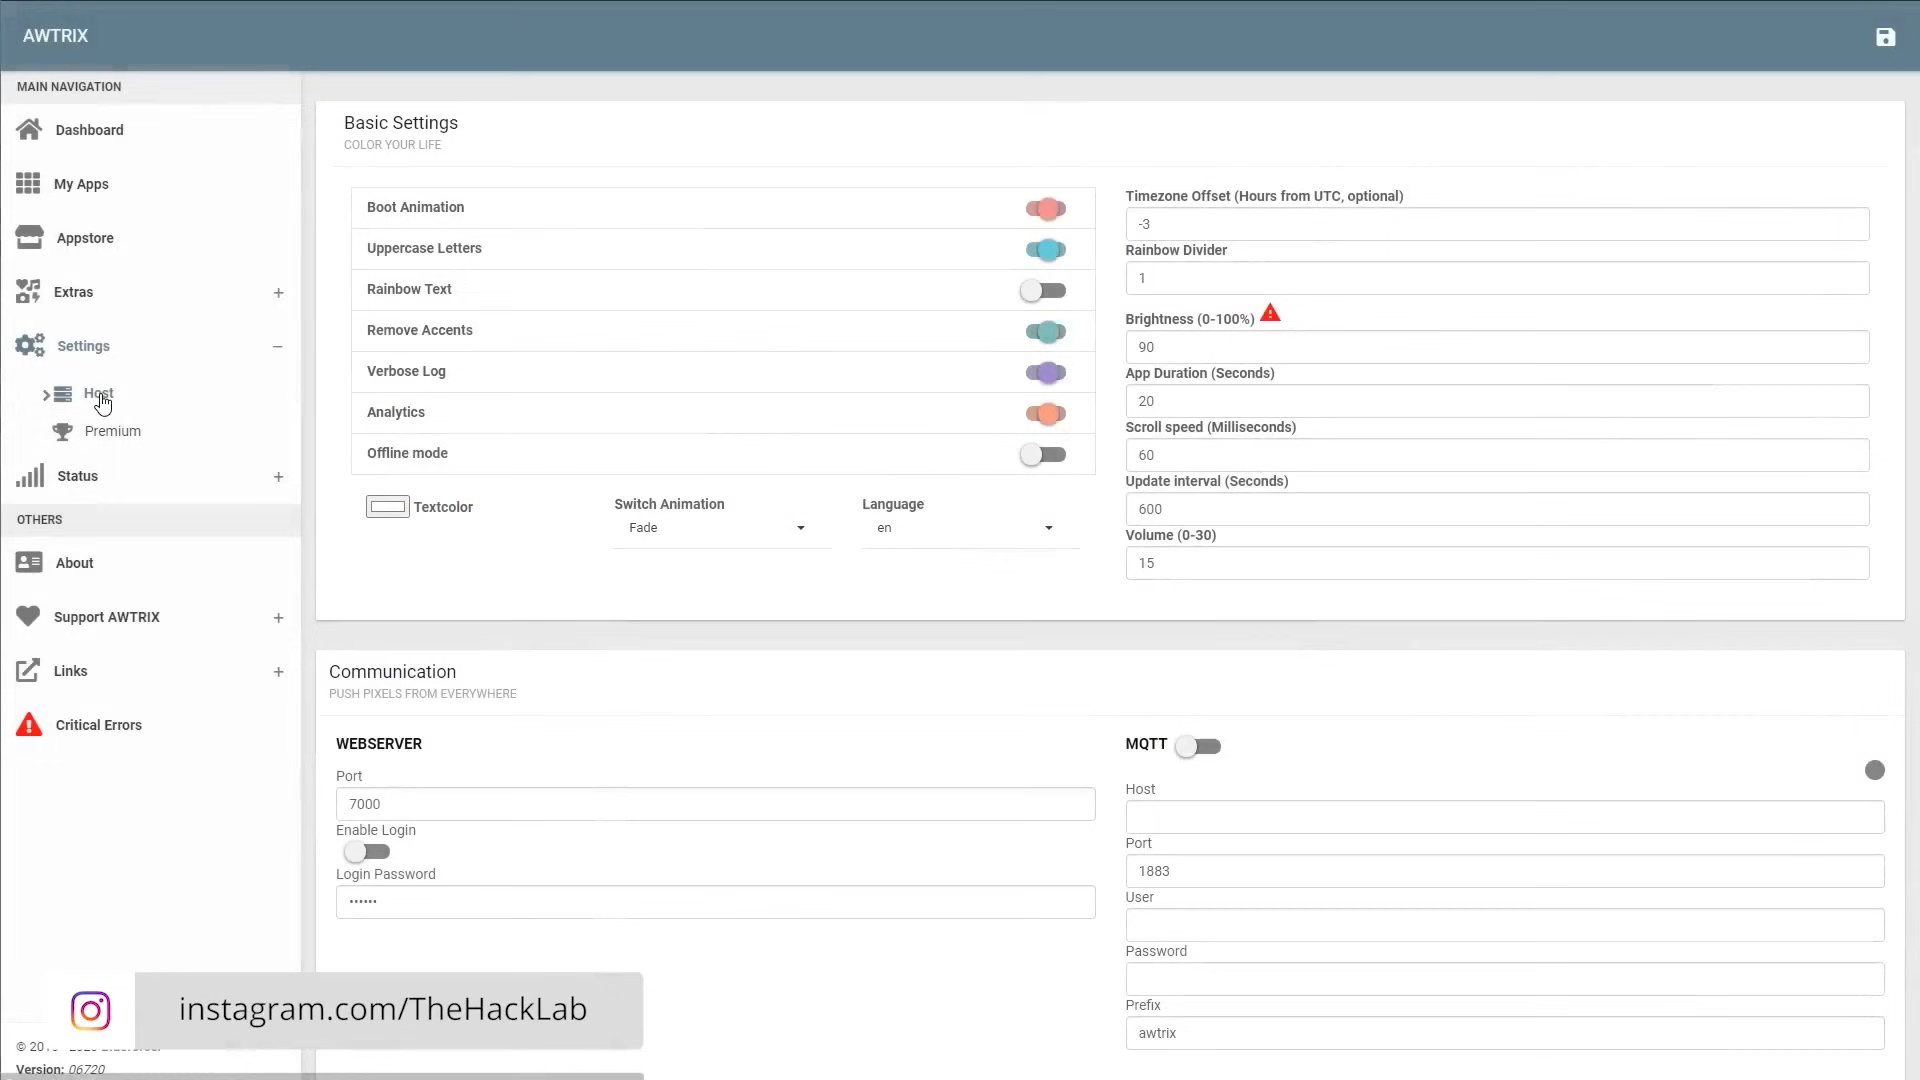 AWTRIX
MAIN NAVIGATION
Dashboard
My Apps
Appstore
Extras +
Settings −
Host
Premium
Status +
OTHERS
About
Support AWTRIX +
Links +
Critical Errors
Version: 06720
Basic Settings
COLOR YOUR LIFE
Boot Animation
Uppercase Letters
Rainbow Text
Remove Accents
Verbose Log
Analytics
Offline mode
Textcolor
Switch Animation
Fade
Language
en
Timezone Offset (Hours from UTC, optional)
-3
Rainbow Divider
1
Brightness (0-100%)
90
App Duration (Seconds)
20
Scroll speed (Milliseconds)
60
Update interval (Seconds)
600
Volume (0-30)
15
Communication
PUSH PIXELS FROM EVERYWHERE
WEBSERVER
Port
7000
Enable Login
Login Password
••••••
MQTT
Host
Port
1883
User
Password
Prefix
awtrix
instagram.com/TheHackLab